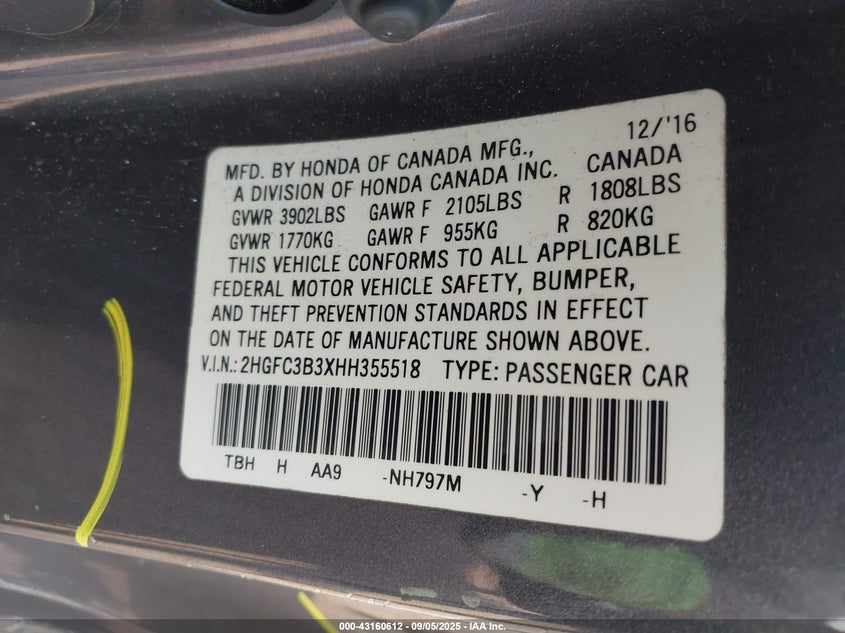 12/'16
MFD. BY HONDA OF CANADA MFG., CANADA
A DIVISION OF HONDA CANADA INC.
GVWR 3902LBS GAWR F 2105LBS R 1808LBS
GVWR 1770KG GAWR F 955KG R 820KG
THIS VEHICLE CONFORMS TO ALL APPLICABLE
FEDERAL MOTOR VEHICLE SAFETY, BUMPER,
AND THEFT PREVENTION STANDARDS IN EFFECT
ON THE DATE OF MANUFACTURE SHOWN ABOVE.
V.I.N.: 2HGFC3B3XHH355518 TYPE: PASSENGER CAR
TBH H AA9 -NH797M -Y -H
000-43160612 - 09/05/2025 - IAA Inc.